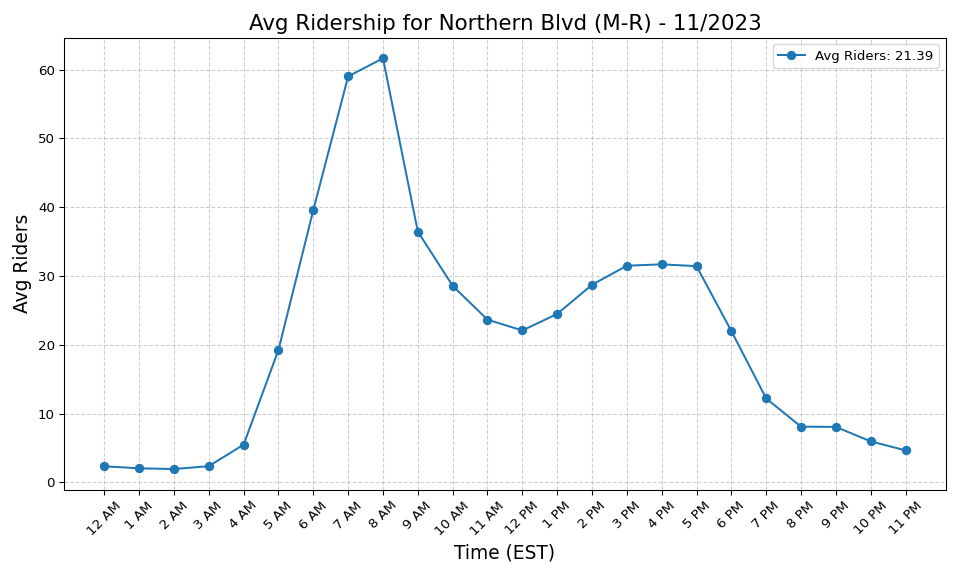 Avg Ridership for Northern Blvd (M-R) - 11/2023
Avg Riders: 21.39
Avg Riders
60
50
40
30
20
10
0
12 AM
1 AM
2 AM
3 AM
4 AM
5 AM
6 AM
7 AM
8 AM
9 AM
10 AM
11 AM
12 PM
1 PM
2 PM
3 PM
4 PM
5 PM
6 PM
7 PM
8 PM
9 PM
10 PM
11 PM
Time (EST)